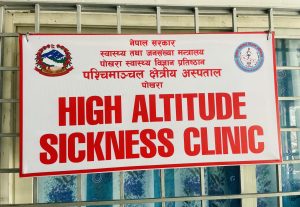 नेपाल सरकार
स्वास्थ्य तथा जनसंख्या मन्त्रालय
पोखरा स्वास्थ्य विज्ञान प्रतिष्ठान
पश्चिमाञ्चल क्षेत्रीय अस्पताल
पोखरा
HIGH ALTITUDE
SICKNESS CLINIC